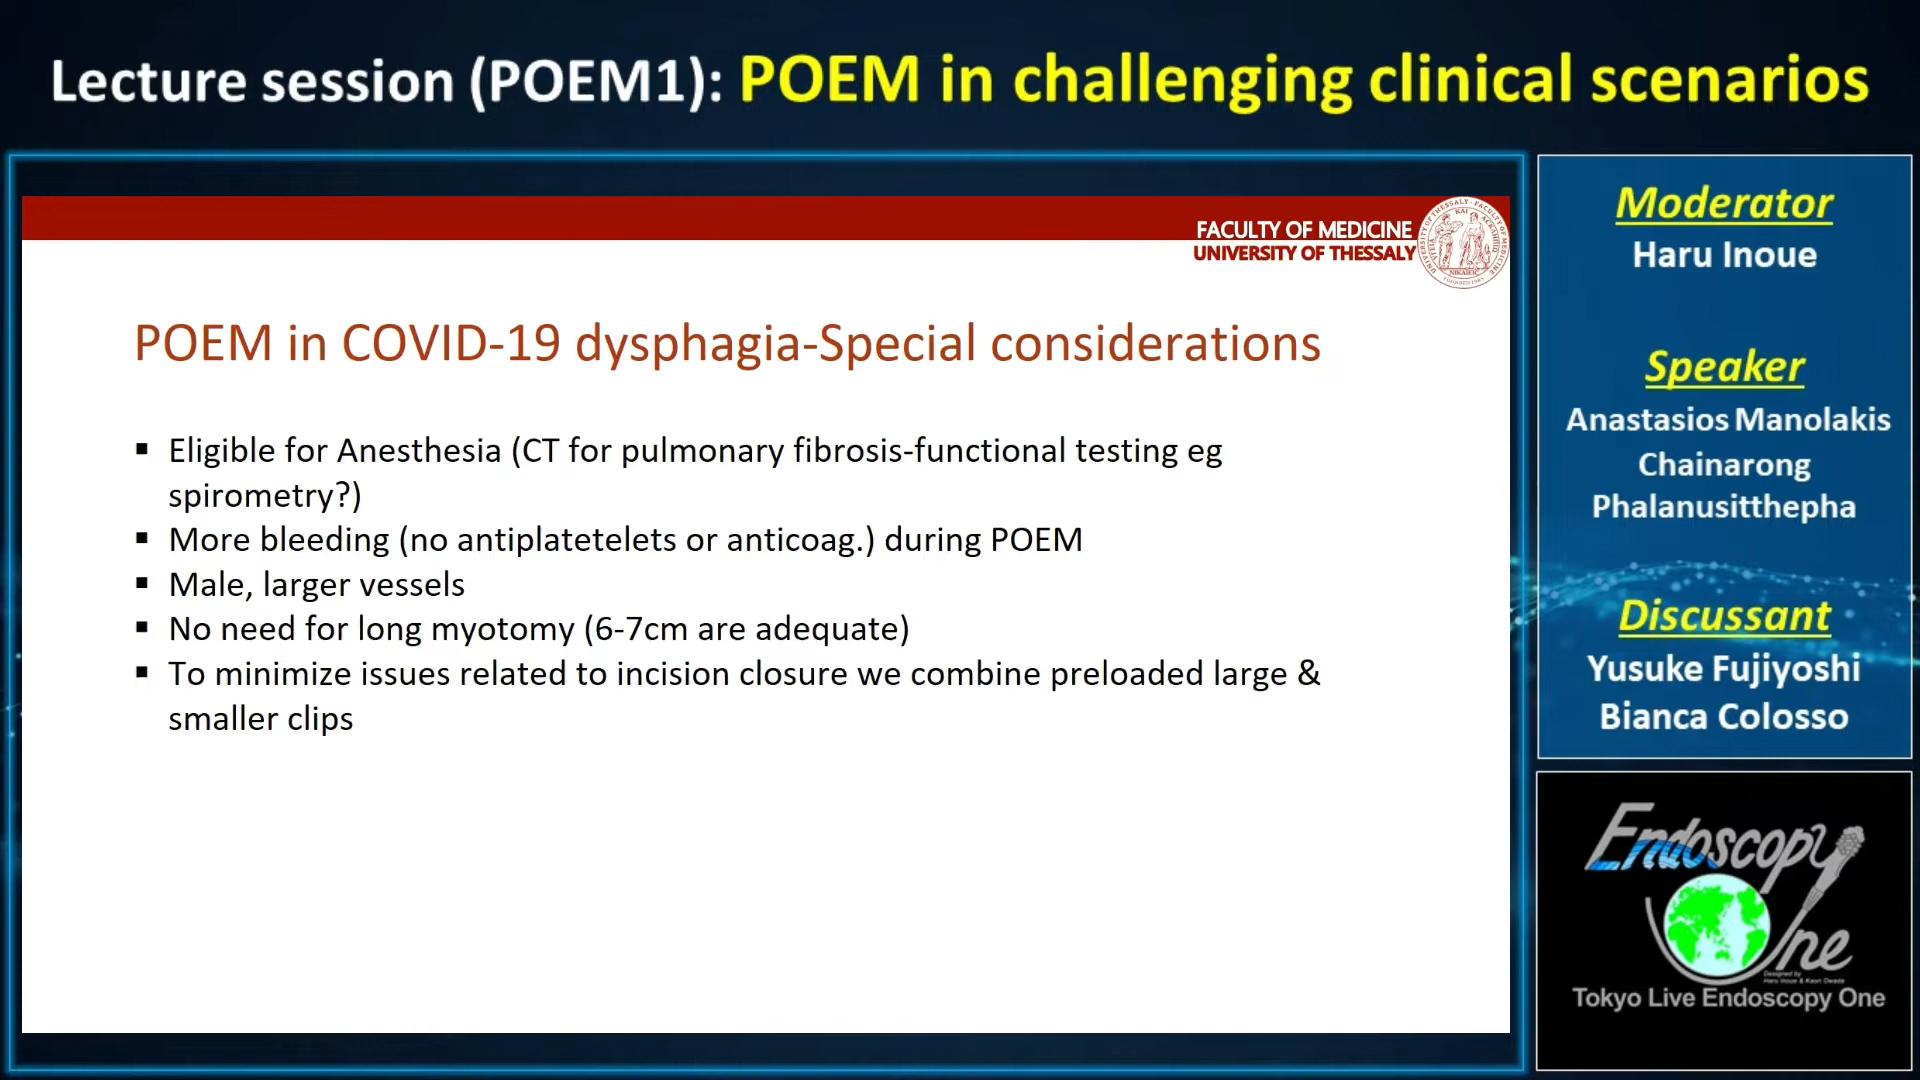 Lecture session (POEM1): POEM in challenging clinical scenarios
FACULTY OF MEDICINE
UNIVERSITY OF THESSALY
POEM in COVID-19 dysphagia-Special considerations
▪ Eligible for Anesthesia (CT for pulmonary fibrosis-functional testing eg
spirometry?)
▪ More bleeding (no antiplatetelets or anticoag.) during POEM
▪ Male, larger vessels
▪ No need for long myotomy (6-7cm are adequate)
▪ To minimize issues related to incision closure we combine preloaded large &
smaller clips
Moderator
Haru Inoue
Speaker
Anastasios Manolakis
Chainarong
Phalanusitthepha
Discussant
Yusuke Fujiyoshi
Bianca Colosso
Endoscopy
One
Designed by
Haru Inoue &
Tokyo Live Endoscopy One